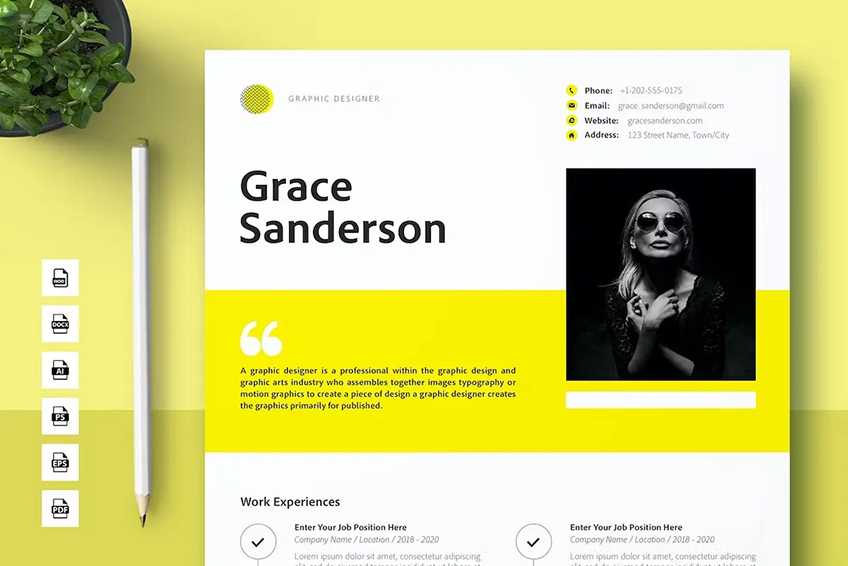 GRAPHIC DESIGNER
Phone: +1-202-555-0175
Email: grace. sanderson@gmail.com
Website: gracesanderson.com
Address: 123 Street Name, Town/City
Grace
Sanderson
INDD
DOCX
AI
PS
EPS
PDF
A graphic designer is a professional within the graphic design and
graphic arts industry who assembles together images typography or
motion graphics to create a piece of design a graphic designer creates
the graphics primarily for published.
Work Experiences
Enter Your Job Position Here
Company Name / Location / 2018 - 2020
Lorem ipsum dolor sit amet, consectetur adipiscing
Enter Your Job Position Here
Company Name / Location / 2018 - 2020
Lorem ipsum dolor sit amet, consectetur adipiscing